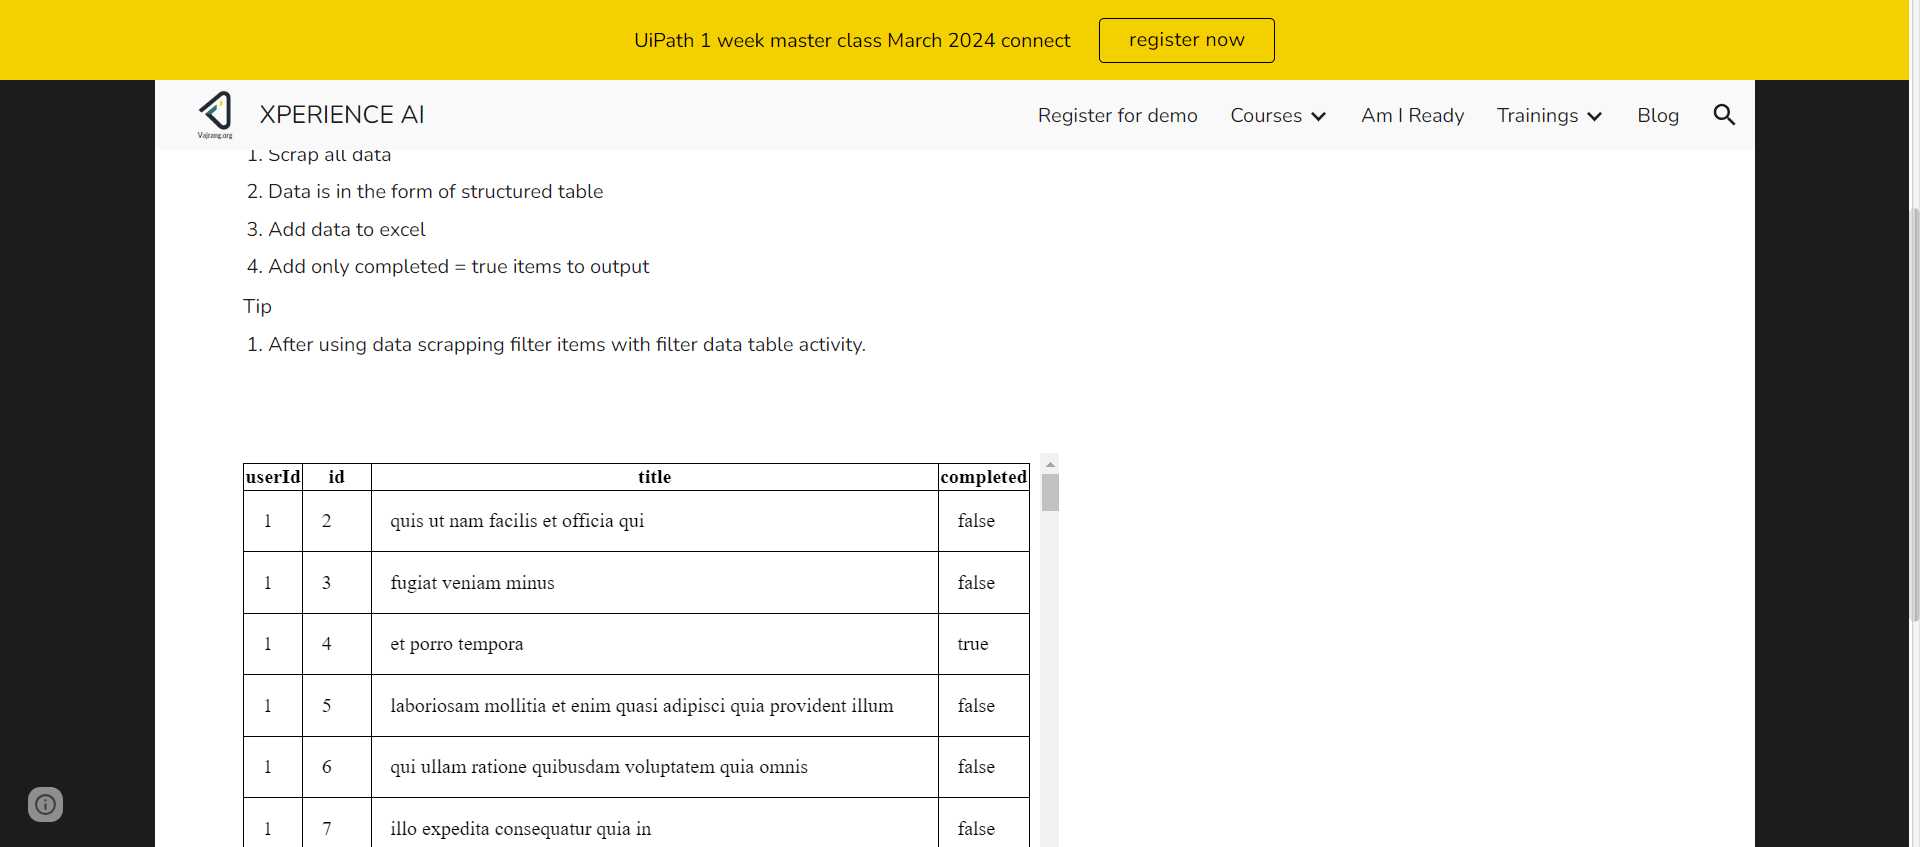 UiPath 1 week master class March 2024 connect register now
Vajrang.org
XPERIENCE AI Register for demo Courses Am I Ready Trainings Blog
1. Scrap all data
2. Data is in the form of structured table
3. Add data to excel
4. Add only completed = true items to output
Tip
1. After using data scrapping filter items with filter data table activity.
userId id title completed
1 2 quis ut nam facilis et officia qui false
1 3 fugiat veniam minus false
1 4 et porro tempora true
1 5 laboriosam mollitia et enim quasi adipisci quia provident illum false
1 6 qui ullam ratione quibusdam voluptatem quia omnis false
1 7 illo expedita consequatur quia in false